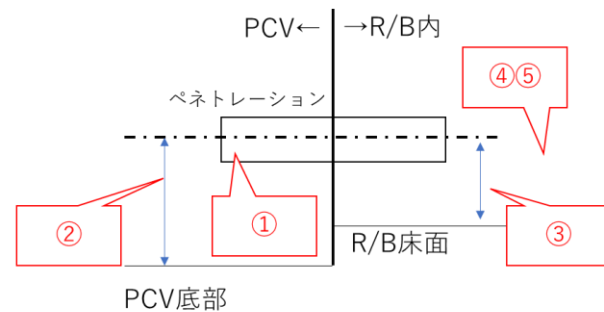 PCV← →R/B内
ペネトレーション
④⑤
①
②
③
R/B床面
PCV底部